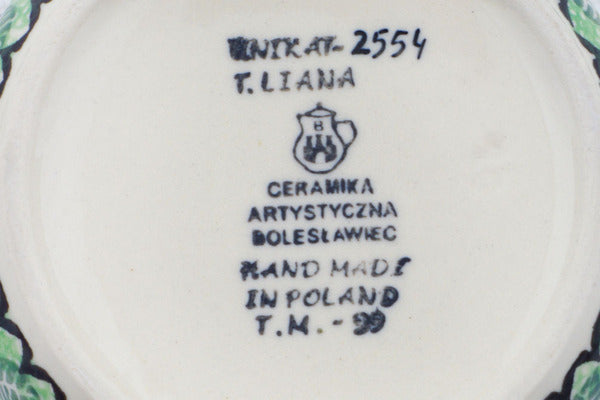 UNIKAT-2554
T.LIANA
B
CERAMIKA
ARTYSTYCZNA
BOLESŁAWIEC
HAND MADE
IN POLAND
T.M.-99